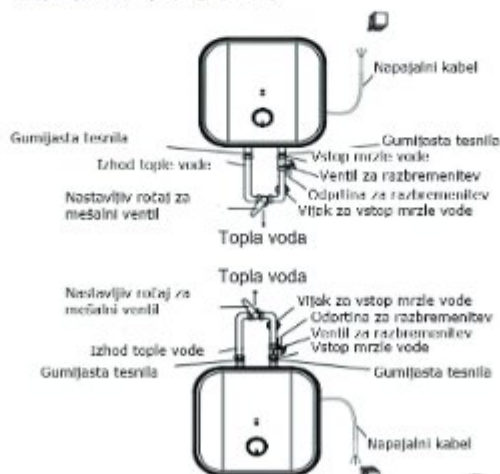 Napajalni kabel
Gumijasta tesnila
Gumijasta tesnila
Izhod tople vode
Vstop mrzle vode
Ventil za razbremenitev
Nastavljiv ročaj za
mešalni ventil
Odprtina za razbremenitev
Vijak za vstop mrzle vode
Topla voda
Topla voda
Nastavljiv ročaj za
mešalni ventil
Vijak za vstop mrzle vode
Odprtina za razbremenitev
Ventil za razbremenitev
Izhod tople vode
Vstop mrzle vode
Gumijasta tesnila
Gumijasta tesnila
Napajalni kabel